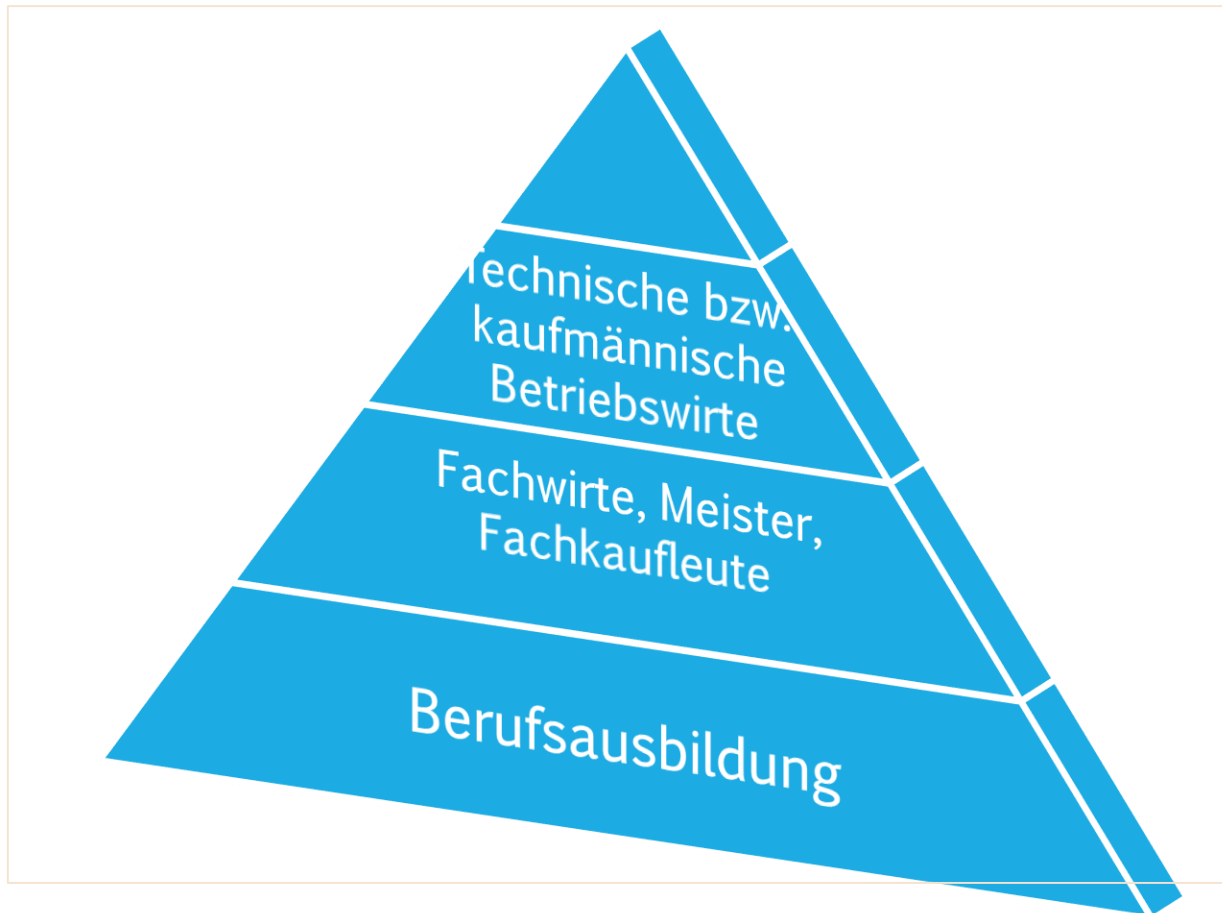 Technische bzw.
kaufmännische
Betriebswirte
Fachwirte, Meister,
Fachkaufleute
Berufsausbildung